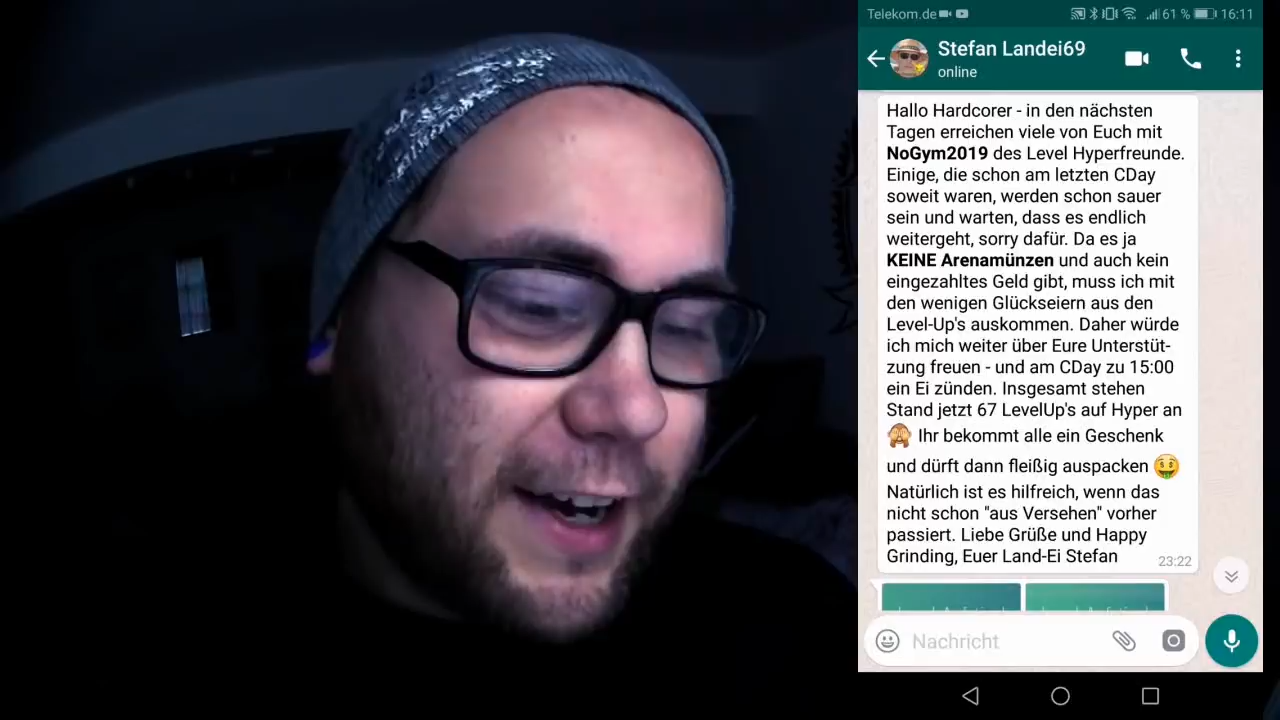 Telekom.de
61 %
16:11
Stefan Landei69
online
Hallo Hardcorer - in den nächsten
Tagen erreichen viele von Euch mit
NoGym2019 des Level Hyperfreunde.
Einige, die schon am letzten CDay
soweit waren, werden schon sauer
sein und warten, dass es endlich
weitergeht, sorry dafür. Da es ja
KEINE Arenamünzen und auch kein
eingezahltes Geld gibt, muss ich mit
den wenigen Glückseiern aus den
Level-Up's auskommen. Daher würde
ich mich weiter über Eure Unterstüt-
zung freuen - und am CDay zu 15:00
ein Ei zünden. Insgesamt stehen
Stand jetzt 67 LevelUp's auf Hyper an
🙈 Ihr bekommt alle ein Geschenk
und dürft dann fleißig auspacken 🤑
Natürlich ist es hilfreich, wenn das
nicht schon "aus Versehen" vorher
passiert. Liebe Grüße und Happy
Grinding, Euer Land-Ei Stefan
23:22
Nachricht